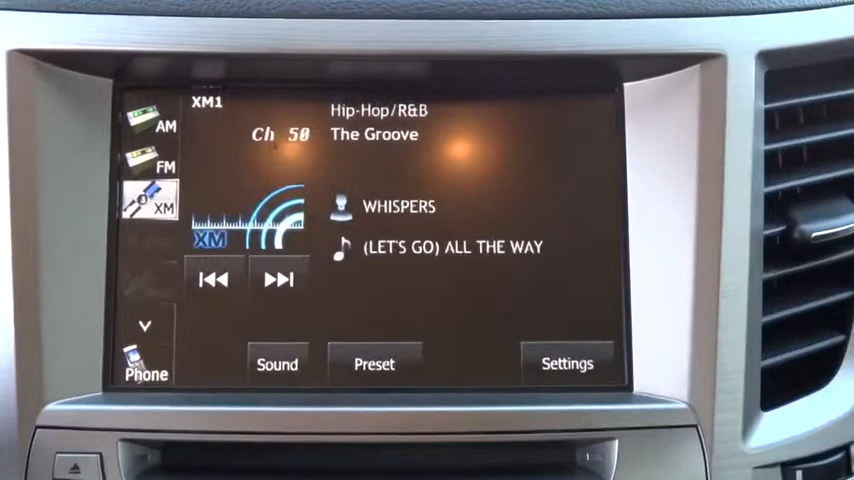 XM1
Hip-Hop/R&B
Ch 50
The Groove
AM
FM
XM
WHISPERS
XM
(LET'S GO) ALL THE WAY
Phone
Sound
Preset
Settings